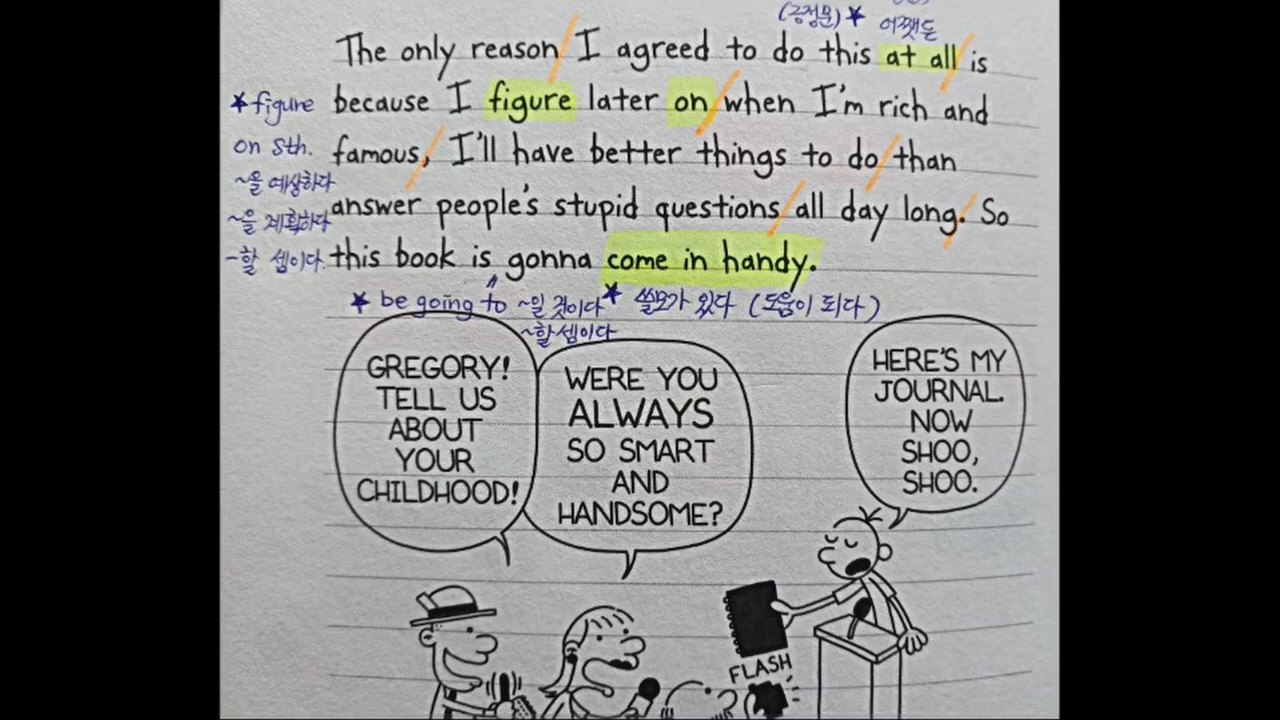 (긍정문)★ 어쨋든
The only reason I agreed to do this at all is
because I figure later on when I'm rich and
famous, I'll have better things to do than
answer people's stupid questions all day long. So
this book is gonna come in handy.
★figure
on sth.
~을 예상하다
~을 계획하다
~할 셈이다.
★ be going to ~일 것이다
~할 셈이다
★ 쓸모가 있다 (도움이 되다)
GREGORY!
TELL US
ABOUT
YOUR
CHILDHOOD!
WERE YOU
ALWAYS
SO SMART
AND
HANDSOME?
HERE'S MY
JOURNAL.
NOW
SHOO,
SHOO.
FLASH